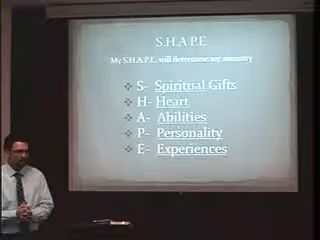 S.H.A.P.E
My S.H.A.P.E. will determine my ministry
❖ S- Spiritual Gifts
❖ H- Heart
❖ A- Abilities
❖ P- Personality
❖ E- Experiences